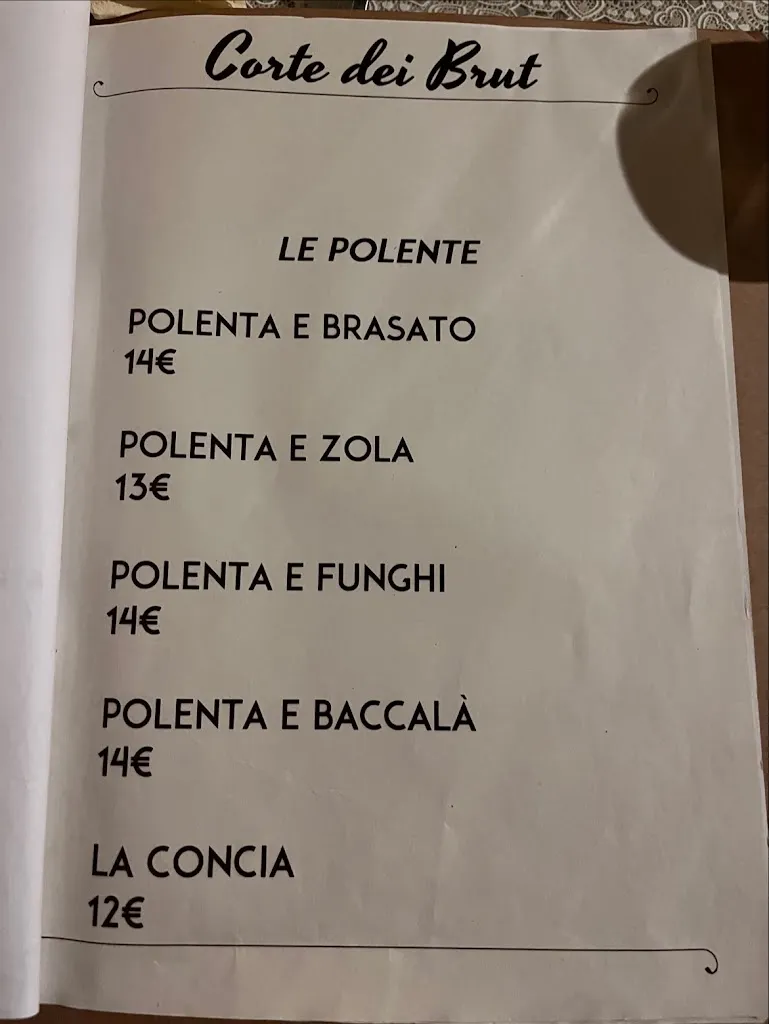 Corte dei Brut
LE POLENTE
POLENTA E BRASATO
14€
POLENTA E ZOLA
13€
POLENTA E FUNGHI
14€
POLENTA E BACCALÀ
14€
LA CONCIA
12€